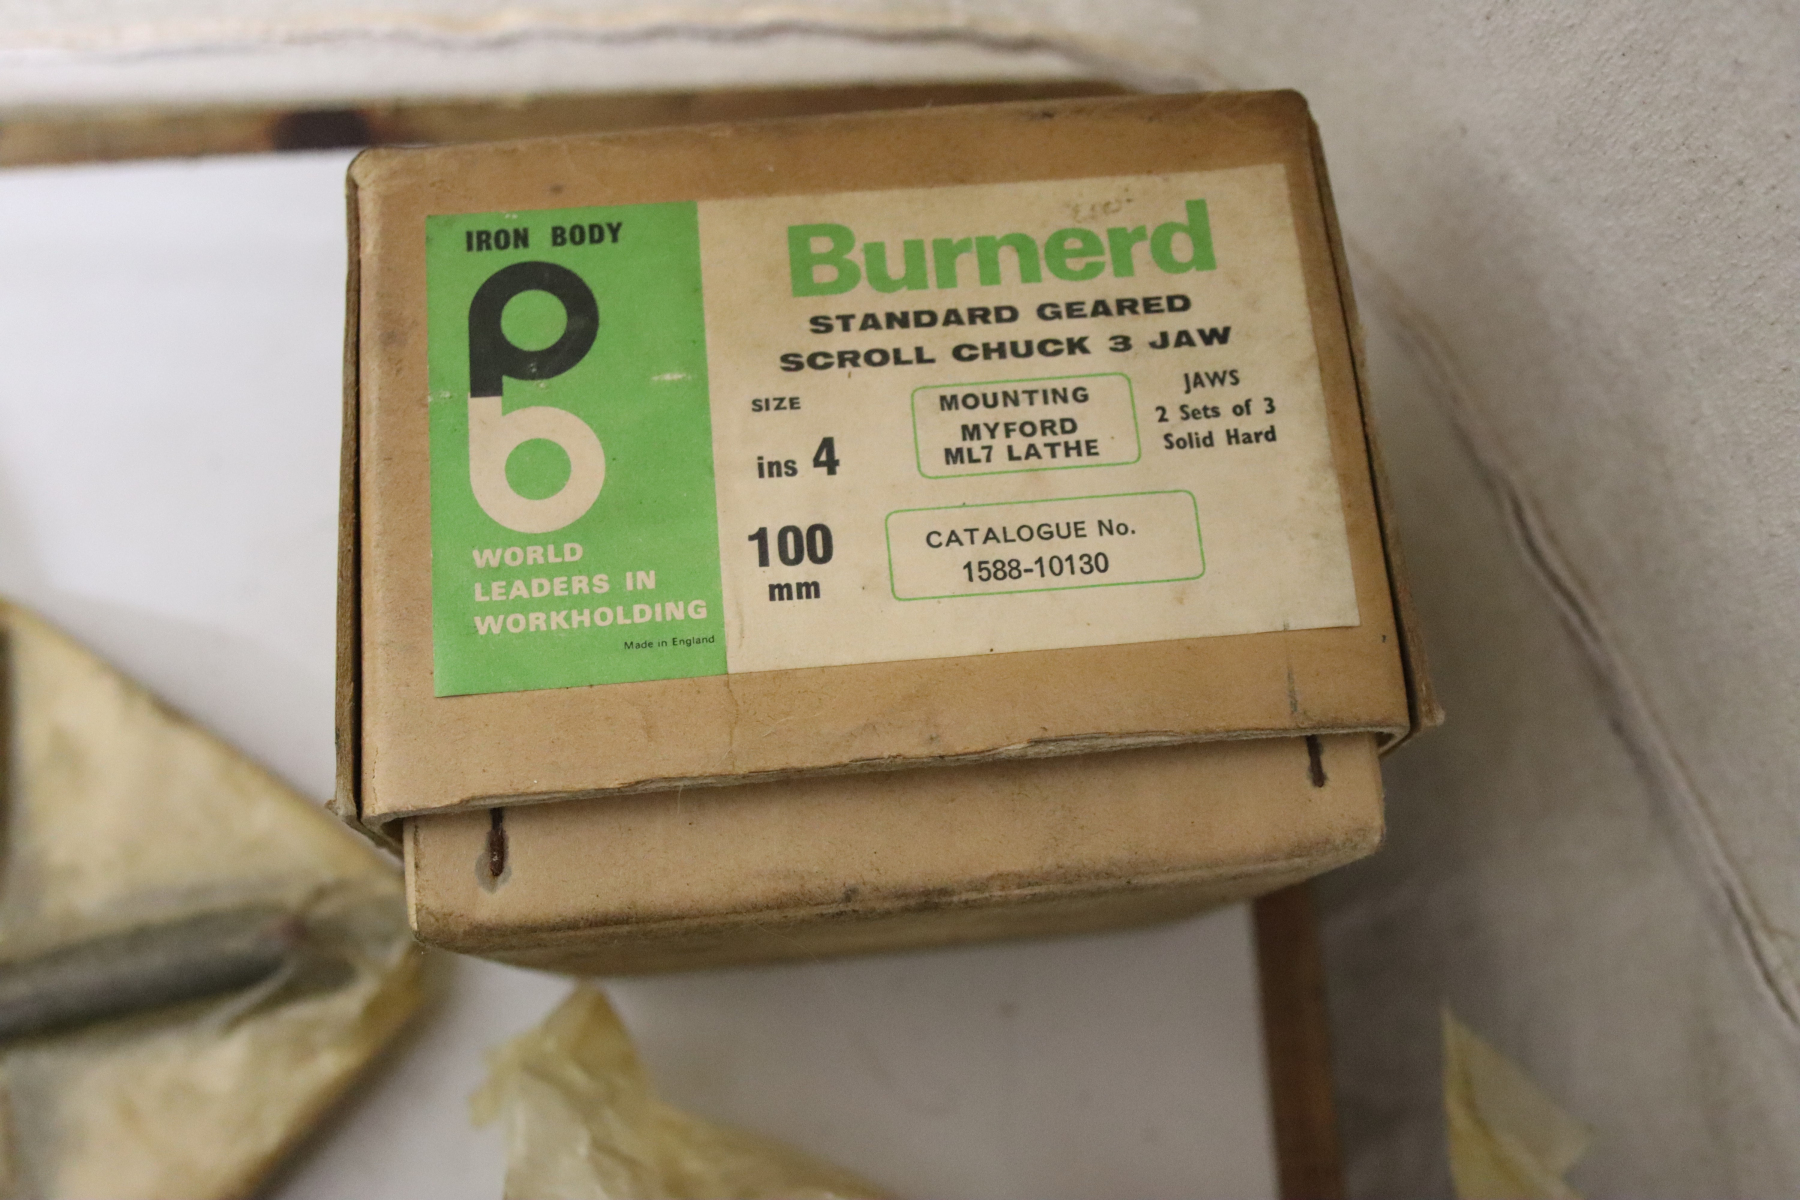 IRON BODY
pb
WORLD
LEADERS IN
WORKHOLDING
Made in England
Burnerd
STANDARD GEARED
SCROLL CHUCK 3 JAW
SIZE
ins 4
100
mm
MOUNTING
MYFORD
ML7 LATHE
JAWS
2 Sets of 3
Solid Hard
CATALOGUE No.
1588-10130